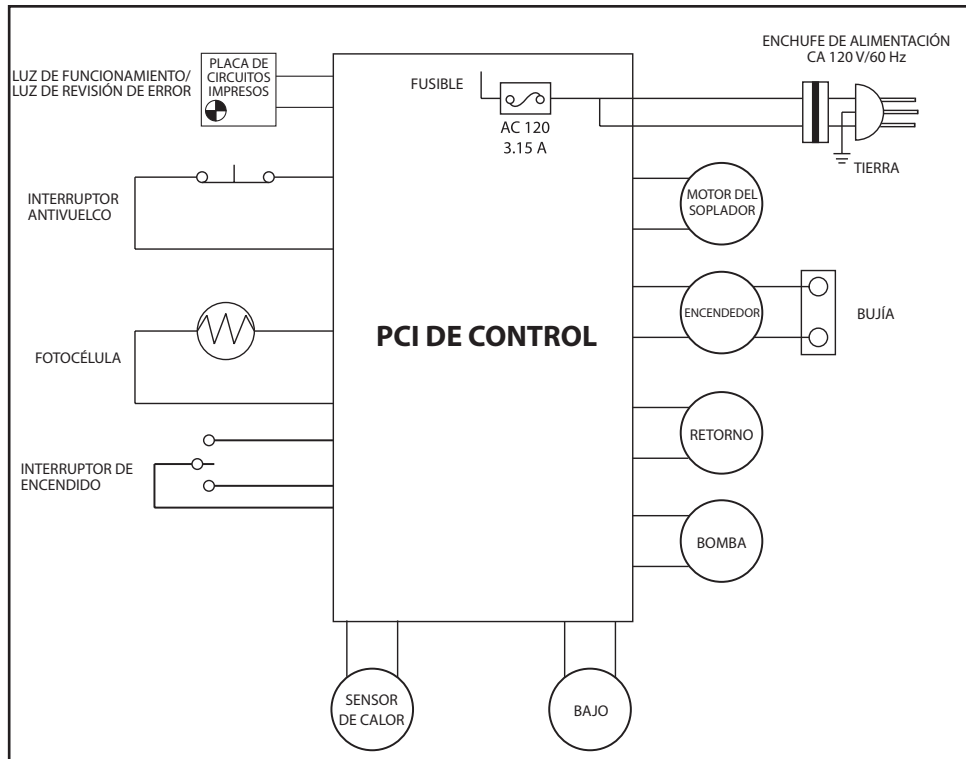 ENCHUFE DE ALIMENTACIÓN
CA 120 V/60 Hz
LUZ DE FUNCIONAMIENTO/
LUZ DE REVISIÓN DE ERROR
PLACA DE
CIRCUITOS
IMPRESOS
FUSIBLE
AC 120
3.15 A
TIERRA
INTERRUPTOR
ANTIVUELCO
MOTOR DEL
SOPLADOR
FOTOCÉLULA
PCI DE CONTROL
ENCENDEDOR
BUJÍA
RETORNO
INTERRUPTOR DE
ENCENDIDO
BOMBA
SENSOR
DE CALOR
BAJO